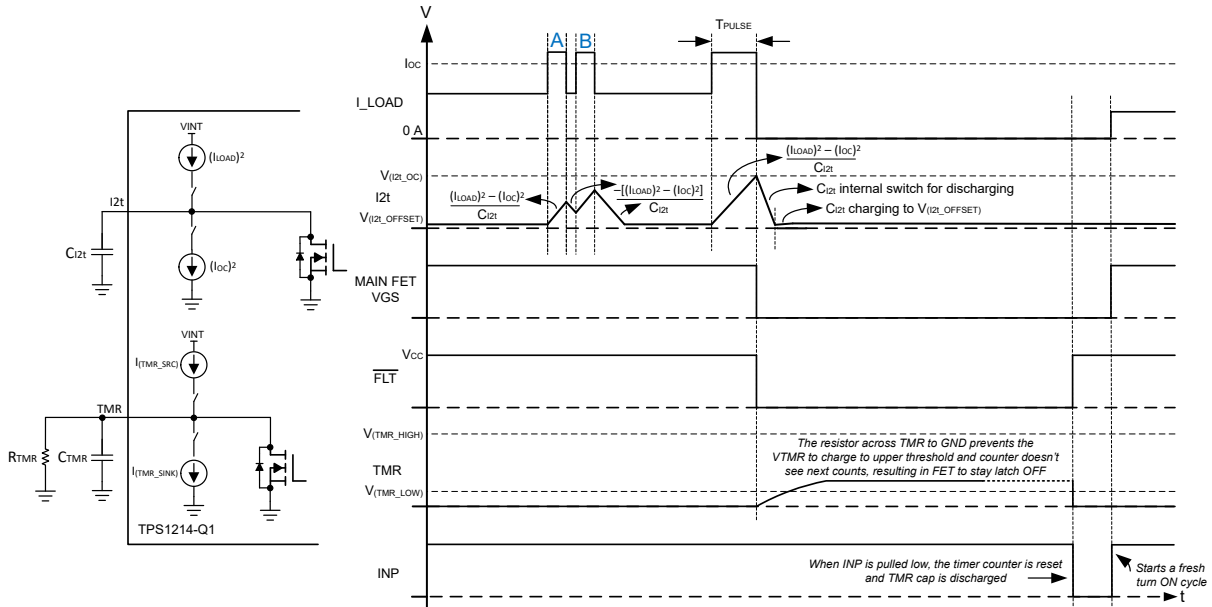 V
TPULSE
A
B
IOC
I_LOAD
0 A
VINT
(ILOAD)²
I2t
CI2t
(IOC)²
V(I2t_OC)
I2t
V(I2t_OFFSET)
(ILOAD)² – (IOC)²
CI2t
-[(ILOAD)² – (IOC)²]
CI2t
(ILOAD)² – (IOC)²
CI2t
CI2t internal switch for discharging
CI2t charging to V(I2t_OFFSET)
MAIN FET
VGS
VINT
I(TMR_SRC)
TMR
RTMR
CTMR
I(TMR_SINK)
TPS1214-Q1
VCC
FLT
V(TMR_HIGH)
TMR
V(TMR_LOW)
The resistor across TMR to GND prevents the
VTMR to charge to upper threshold and counter doesn't
see next counts, resulting in FET to stay latch OFF
INP
When INP is pulled low, the timer counter is reset
and TMR cap is discharged
Starts a fresh
turn ON cycle
t